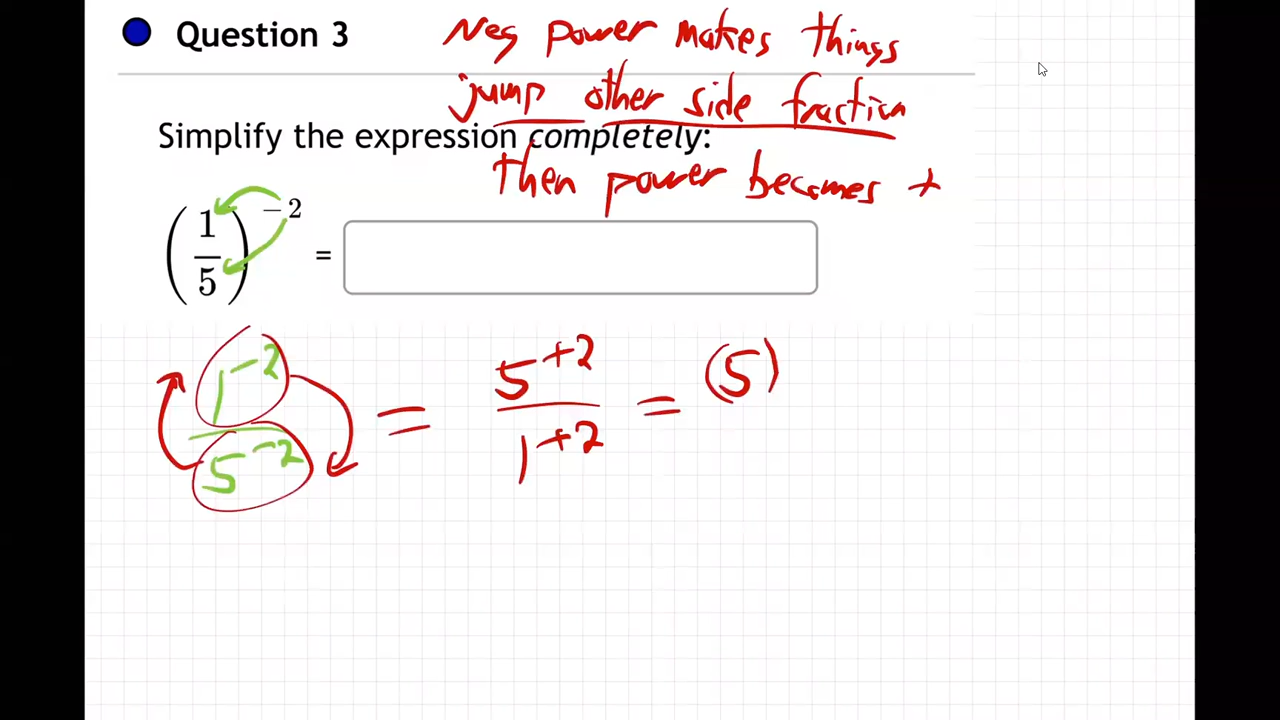 Question 3
Neg power makes things
jump other side fraction
Simplify the expression completely:
then power becomes +
(1/5)^-2 =
1^-2/5^-2 = 5^+2/1^+2 = (5)